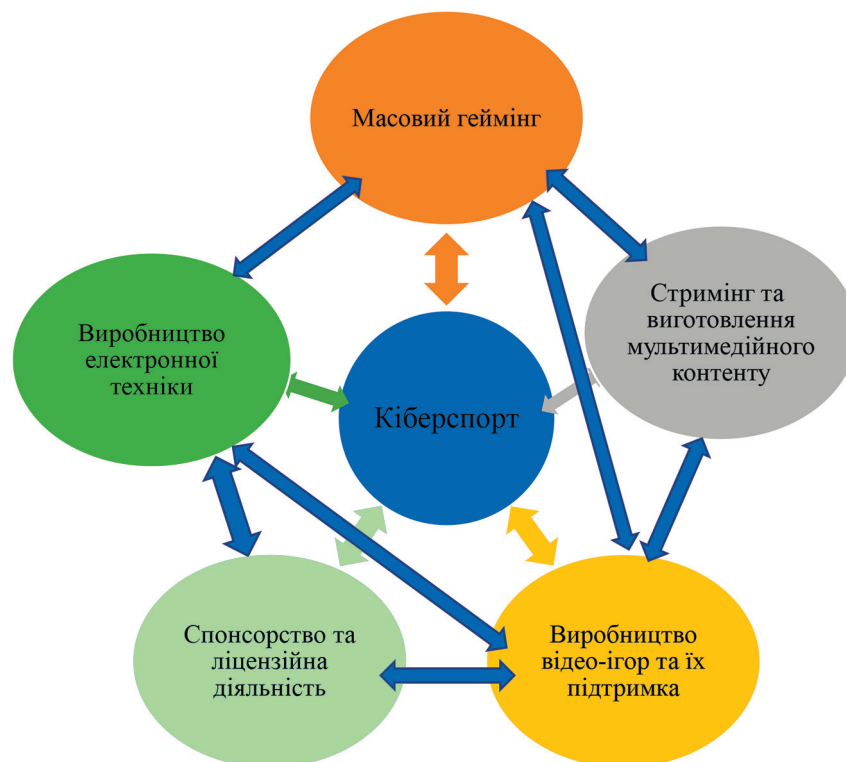 Масовий геймінг
Стримінг та
виготовлення
мультимедійного
контенту
Виробництво
електронної
техніки
Кіберспорт
Спонсорство та
ліцензійна
діяльність
Виробництво
відео-ігор та їх
підтримка